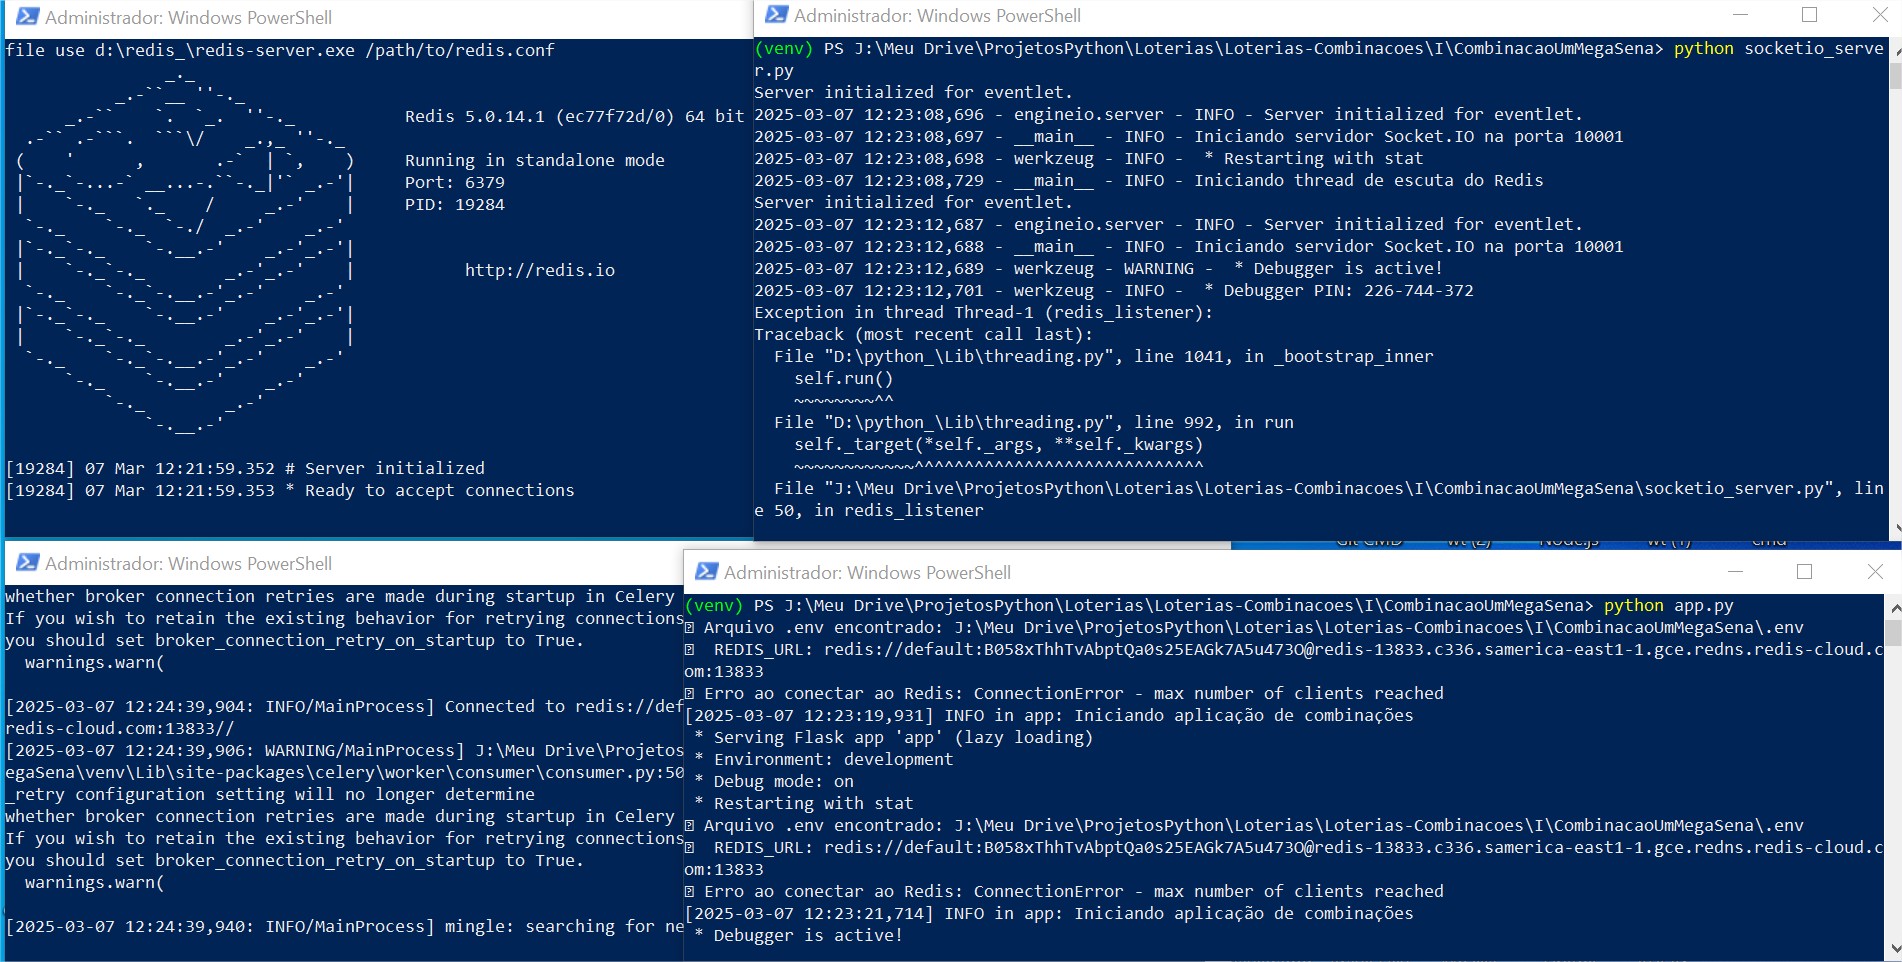 Administrador: Windows PowerShell
file use d:\redis_\redis-server.exe /path/to/redis.conf
Redis 5.0.14.1 (ec77f72d/0) 64 bit
Running in standalone mode
Port: 6379
PID: 19284
http://redis.io
[19284] 07 Mar 12:21:59.352 # Server initialized
[19284] 07 Mar 12:21:59.353 * Ready to accept connections
Administrador: Windows PowerShell
(venv) PS J:\Meu Drive\ProjetosPython\Loterias\Loterias-Combinacoes\I\CombinacaoUmMegaSena> python socketio_serve
r.py
Server initialized for eventlet.
2025-03-07 12:23:08,696 - engineio.server - INFO - Server initialized for eventlet.
2025-03-07 12:23:08,697 - __main__ - INFO - Iniciando servidor Socket.IO na porta 10001
2025-03-07 12:23:08,698 - werkzeug - INFO -  * Restarting with stat
2025-03-07 12:23:08,729 - __main__ - INFO - Iniciando thread de escuta do Redis
Server initialized for eventlet.
2025-03-07 12:23:12,687 - engineio.server - INFO - Server initialized for eventlet.
2025-03-07 12:23:12,688 - __main__ - INFO - Iniciando servidor Socket.IO na porta 10001
2025-03-07 12:23:12,689 - werkzeug - WARNING -  * Debugger is active!
2025-03-07 12:23:12,701 - werkzeug - INFO -  * Debugger PIN: 226-744-372
Exception in thread Thread-1 (redis_listener):
Traceback (most recent call last):
  File "D:\python_\Lib\threading.py", line 1041, in _bootstrap_inner
    self.run()
    ~~~~~~~~^^
  File "D:\python_\Lib\threading.py", line 992, in run
    self._target(*self._args, **self._kwargs)
    ~~~~~~~~~~~~^^^^^^^^^^^^^^^^^^^^^^^^^^^^^
  File "J:\Meu Drive\ProjetosPython\Loterias\Loterias-Combinacoes\I\CombinacaoUmMegaSena\socketio_server.py", lin
e 50, in redis_listener
Git CMD wt (2) Node.js wt (1) cmd
Administrador: Windows PowerShell
whether broker connection retries are made during startup in Celery
If you wish to retain the existing behavior for retrying connections
you should set broker_connection_retry_on_startup to True.
  warnings.warn(
[2025-03-07 12:24:39,904: INFO/MainProcess] Connected to redis://def
redis-cloud.com:13833//
[2025-03-07 12:24:39,906: WARNING/MainProcess] J:\Meu Drive\Projetos
egaSena\venv\Lib\site-packages\celery\worker\consumer\consumer.py:50
_retry configuration setting will no longer determine
whether broker connection retries are made during startup in Celery
If you wish to retain the existing behavior for retrying connections
you should set broker_connection_retry_on_startup to True.
  warnings.warn(
[2025-03-07 12:24:39,940: INFO/MainProcess] mingle: searching for ne
Administrador: Windows PowerShell
(venv) PS J:\Meu Drive\ProjetosPython\Loterias\Loterias-Combinacoes\I\CombinacaoUmMegaSena> python app.py
Arquivo .env encontrado: J:\Meu Drive\ProjetosPython\Loterias\Loterias-Combinacoes\I\CombinacaoUmMegaSena\.env
REDIS_URL: redis://default:B058xThhTvAbptQa0s25EAGk7A5u473O@redis-13833.c336.samerica-east1-1.gce.redns.redis-cloud.c
om:13833
Erro ao conectar ao Redis: ConnectionError - max number of clients reached
[2025-03-07 12:23:19,931] INFO in app: Iniciando aplicação de combinações
 * Serving Flask app 'app' (lazy loading)
 * Environment: development
 * Debug mode: on
 * Restarting with stat
Arquivo .env encontrado: J:\Meu Drive\ProjetosPython\Loterias\Loterias-Combinacoes\I\CombinacaoUmMegaSena\.env
REDIS_URL: redis://default:B058xThhTvAbptQa0s25EAGk7A5u473O@redis-13833.c336.samerica-east1-1.gce.redns.redis-cloud.c
om:13833
Erro ao conectar ao Redis: ConnectionError - max number of clients reached
[2025-03-07 12:23:21,714] INFO in app: Iniciando aplicação de combinações
 * Debugger is active!